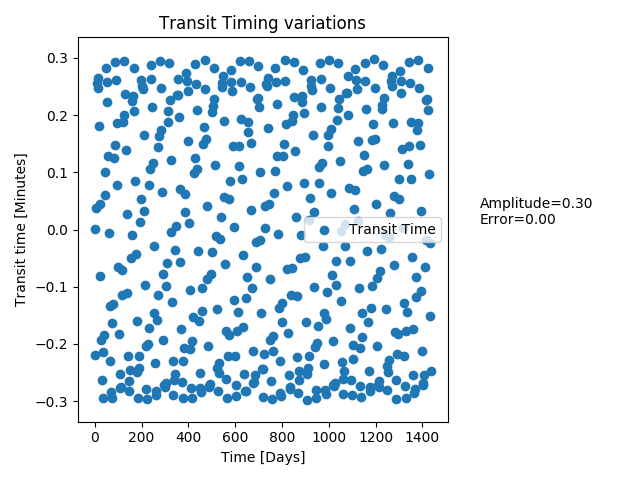 Transit Timing variations
Transit time [Minutes]
0.3
0.2
0.1
0.0
−0.1
−0.2
−0.3
0 200 400 600 800 1000 1200 1400
Time [Days]
Transit Time
Amplitude=0.30
Error=0.00